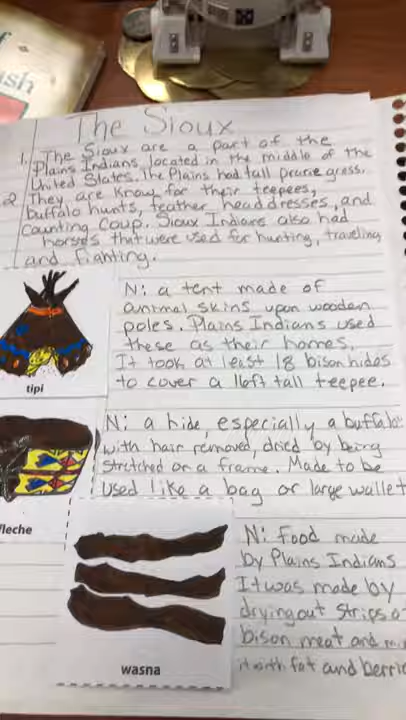 ish
The Sioux
1. The Sioux are a part of the
Plains Indians located in the middle of the
United States. The Plains had tall prarie grass.
2 They are know for their teepees,
buffalo hunts, feather headdresses, and
counting coup. Sioux Indians also had
horses that were used for hunting, traveling
and fighting.
N: a tent made of
animal skins upon wooden
poles. Plains Indians used
these as their homes.
It took at least 18 bison hides
to cover a
tall teepee.
tipi
N: a hide, especially a buffalo
with hair removed, dried by being
stretched on a frame. Made to be
used like a bag or large wallet
fleche
N: Food made
by Plains Indians
It was made by
drying out strips o
bison meat and mi
it with fat and berrie
wasna